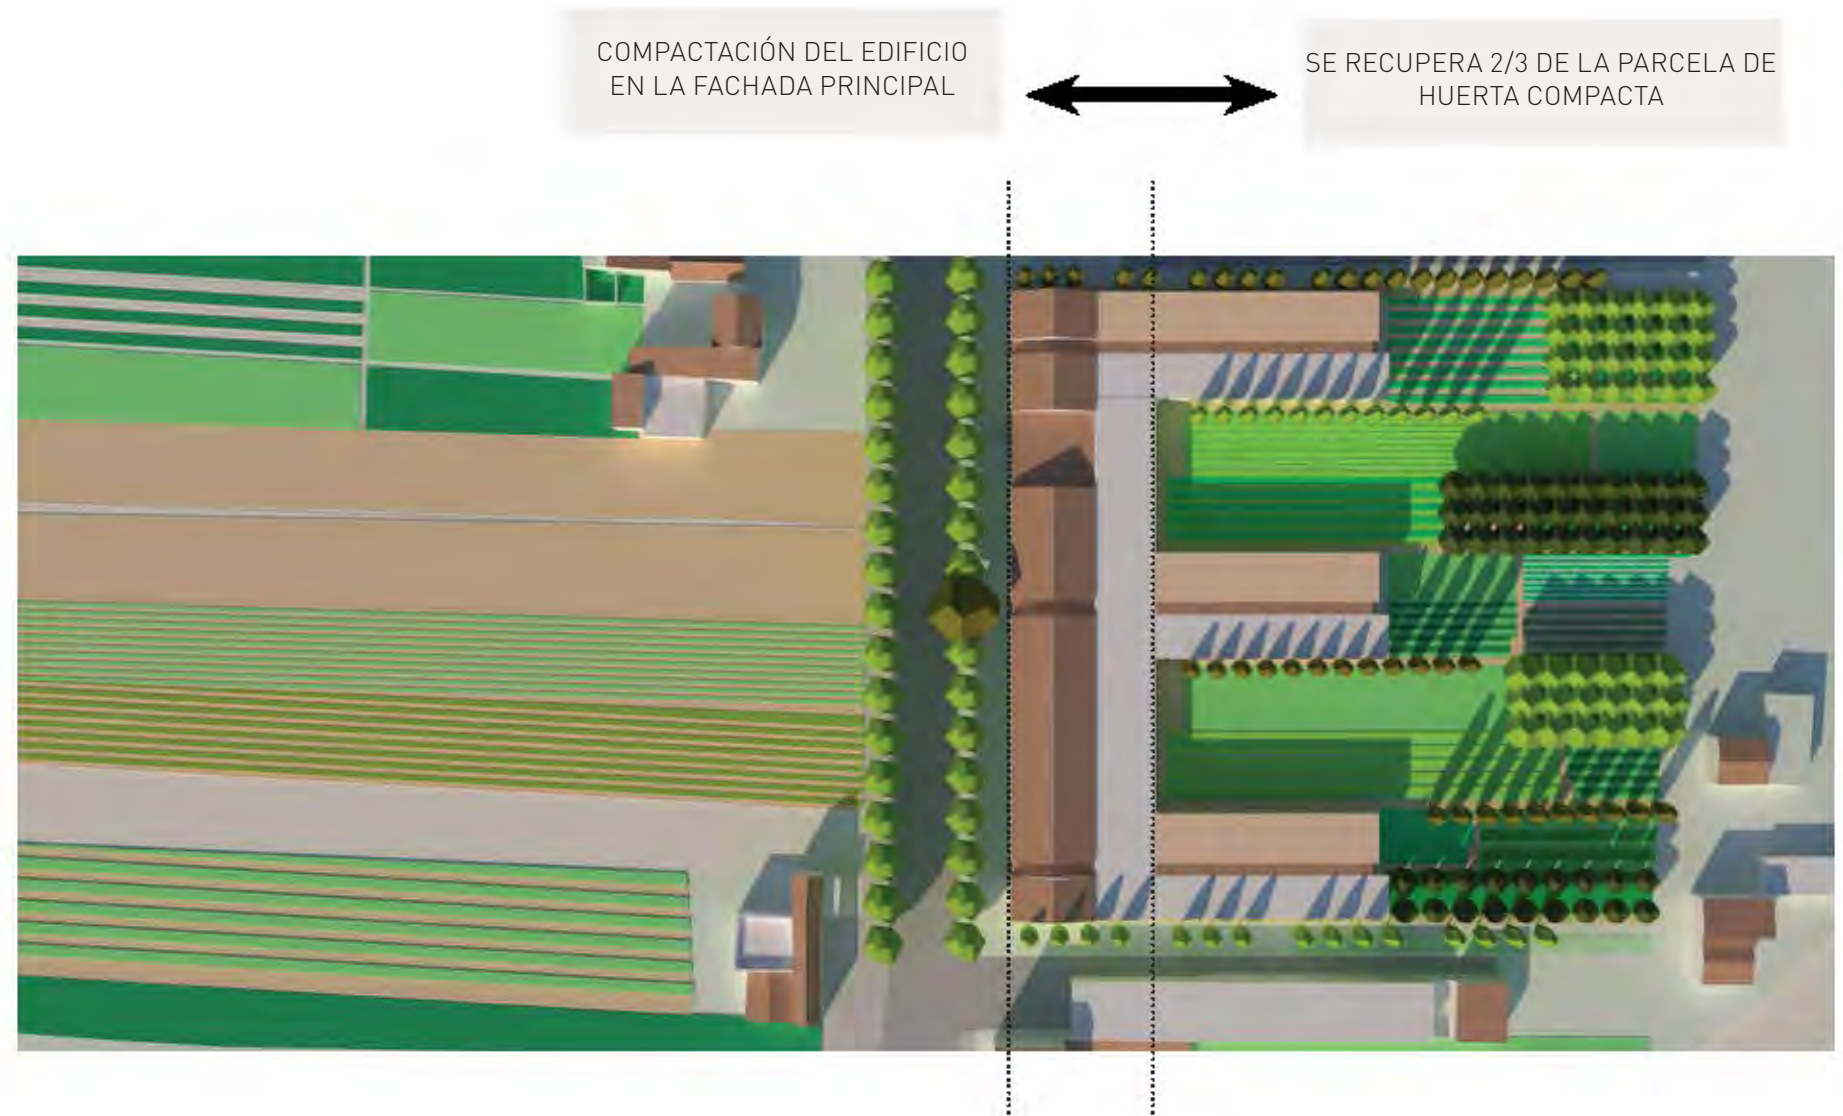 COMPACTACIÓN DEL EDIFICIO
EN LA FACHADA PRINCIPAL
SE RECUPERA 2/3 DE LA PARCELA DE
HUERTA COMPACTA